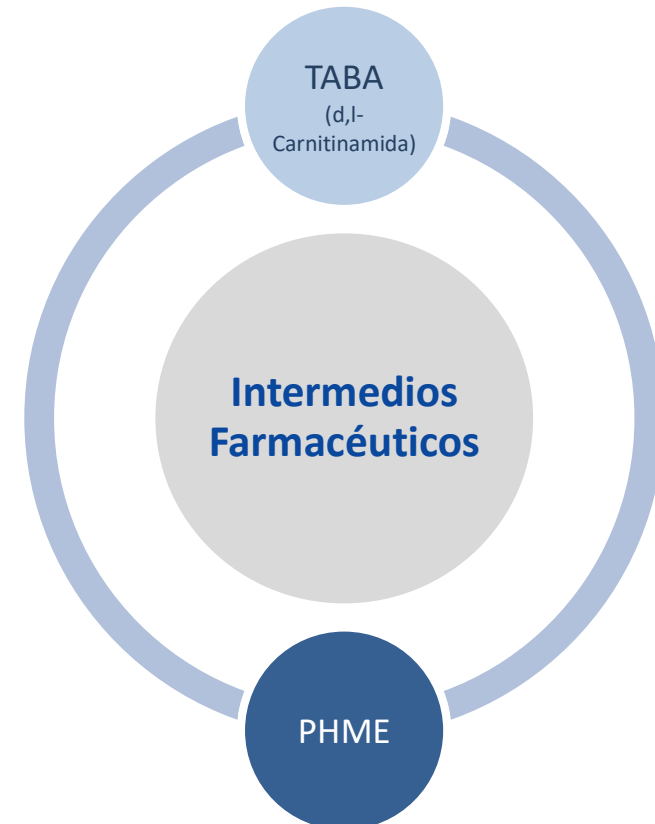 TABA
(d,l-
Carnitinamida)
Intermedios
Farmacéuticos
PHME